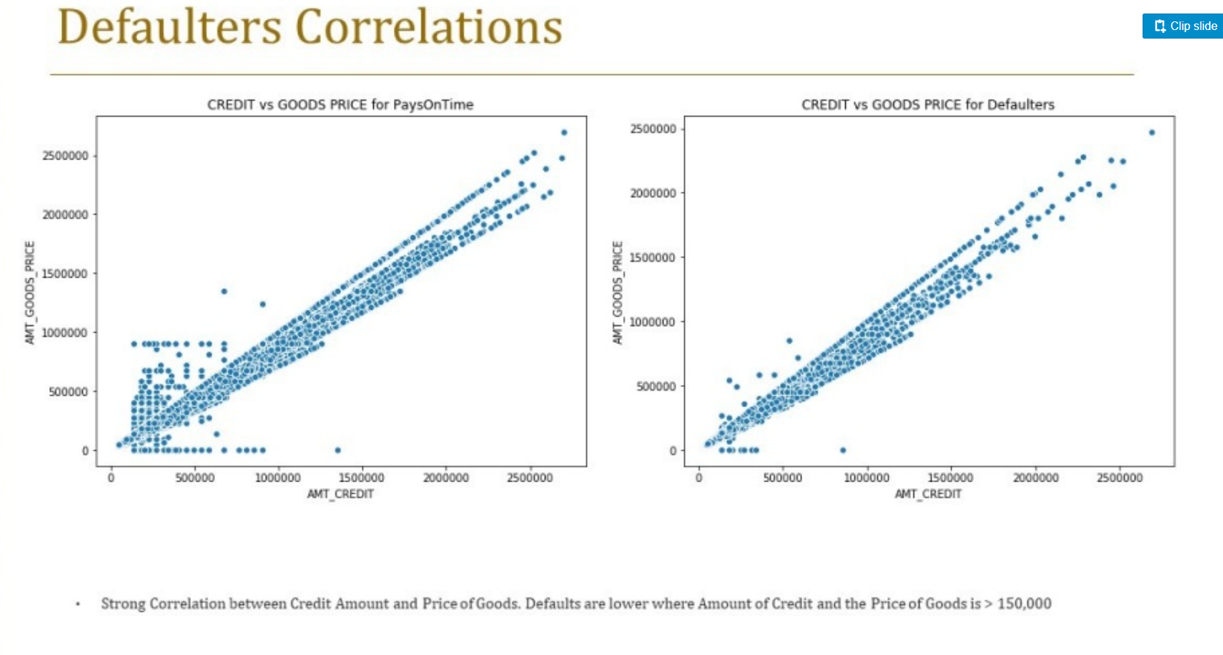 Defaulters Correlations
Clip slide
CREDIT vs GOODS PRICE for PaysOnTime
2500000
2000000
1500000
1000000
500000
0
AMT_GOODS_PRICE
0 500000 1000000 1500000 2000000 2500000
AMT_CREDIT
CREDIT vs GOODS PRICE for Defaulters
2500000
2000000
1500000
1000000
500000
0
AMT_GOODS_PRICE
0 500000 1000000 1500000 2000000 2500000
AMT_CREDIT
• Strong Correlation between Credit Amount and Price of Goods. Defaults are lower where Amount of Credit and the Price of Goods is > 150,000